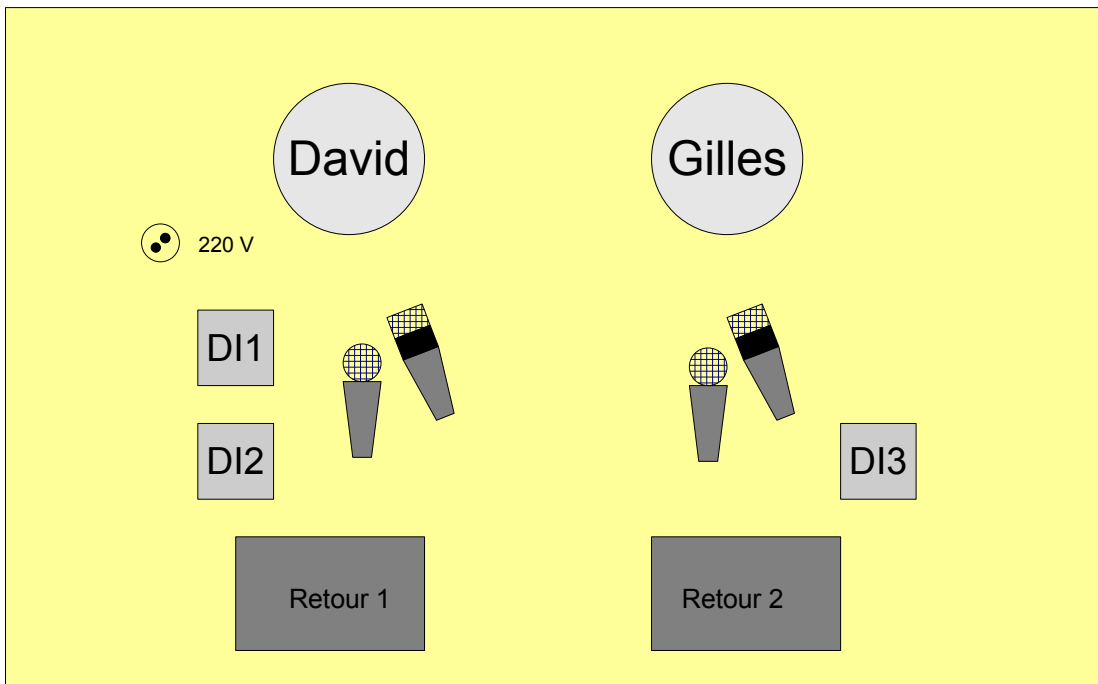 David
Gilles
220 V
DI1
DI2
DI3
Retour 1
Retour 2